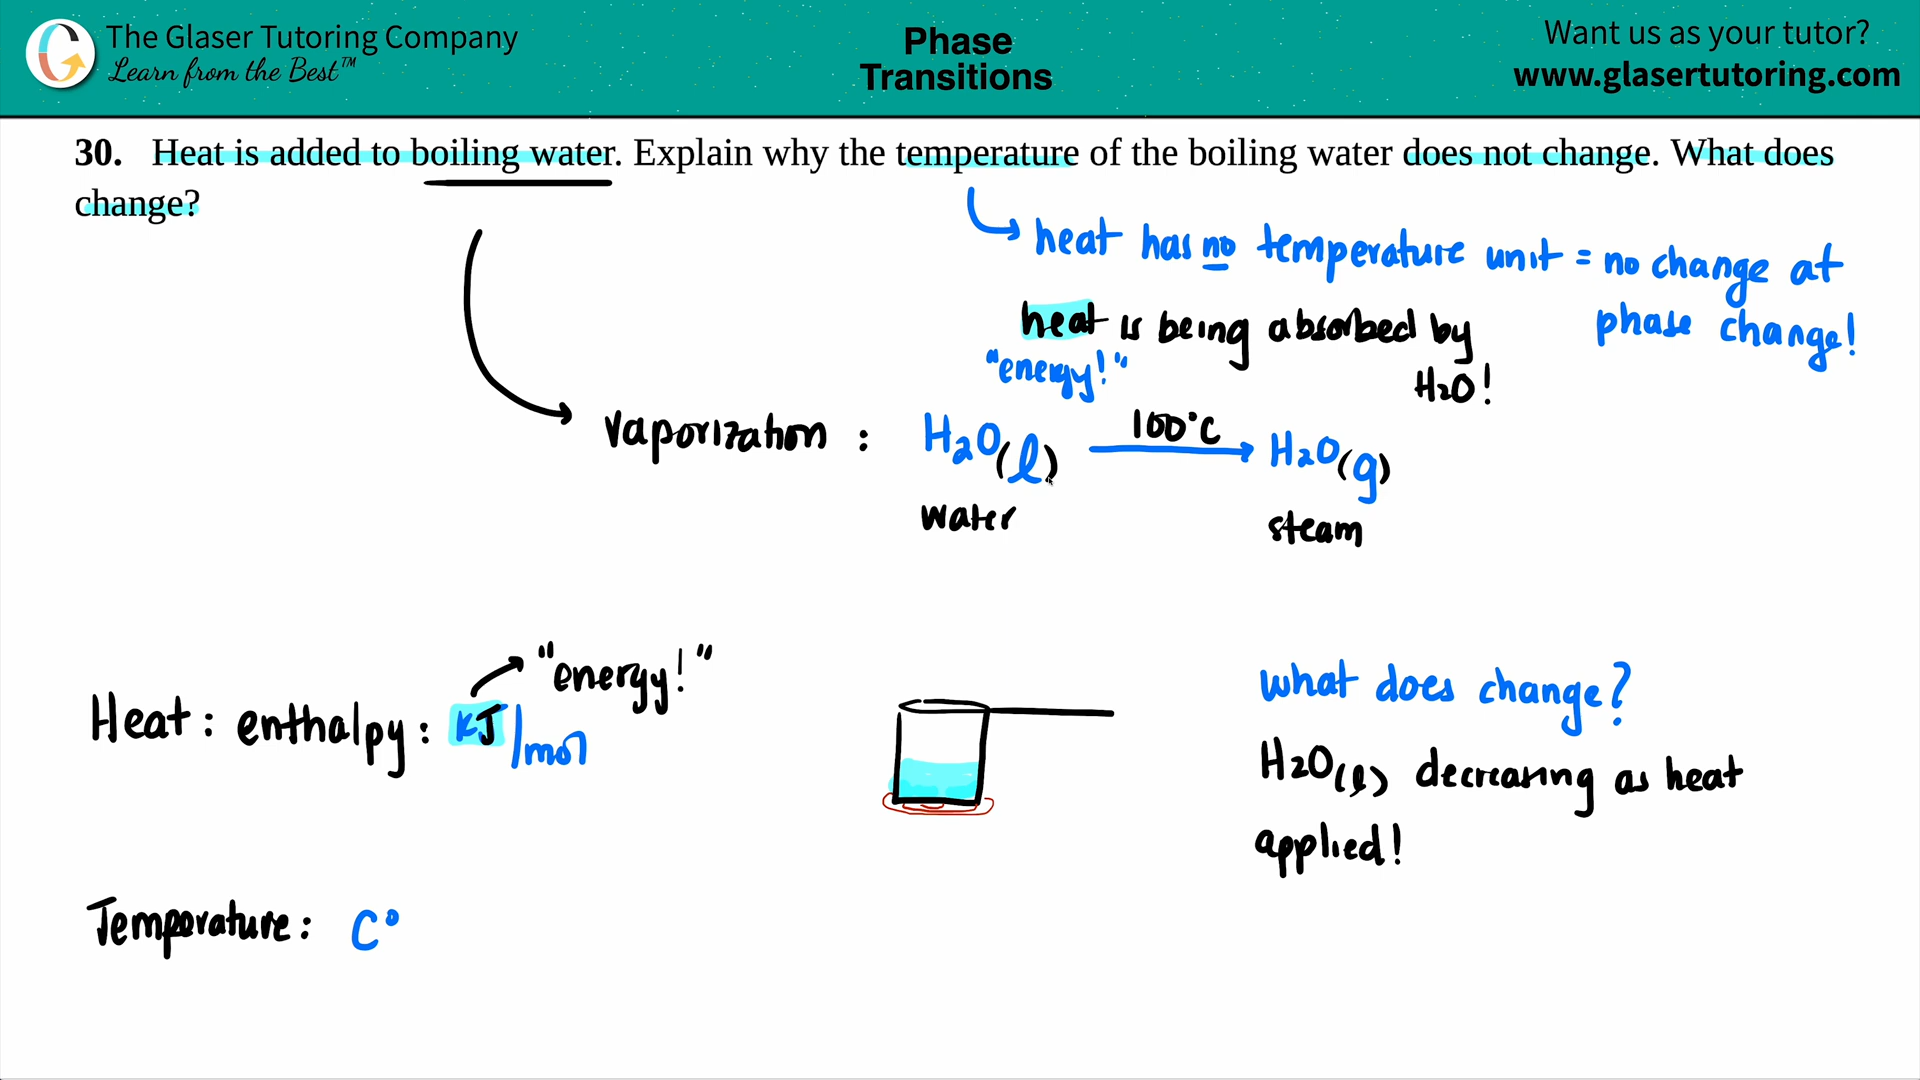 The Glaser Tutoring Company
Learn from the Best™
Phase
Transitions
Want us as your tutor?
www.glasertutoring.com
30. Heat is added to boiling water. Explain why the temperature of the boiling water does not change. What does
change?
heat has no temperature unit = no change at
phase change!
heat is being absorbed by
H2O!
"energy!"
vaporization : H2O(l) 100°C H2O(g)
water steam
"energy!"
Heat: enthalpy: KJ/mol
what does change?
H2O(l) decreasing as heat
applied!
Temperature: C°